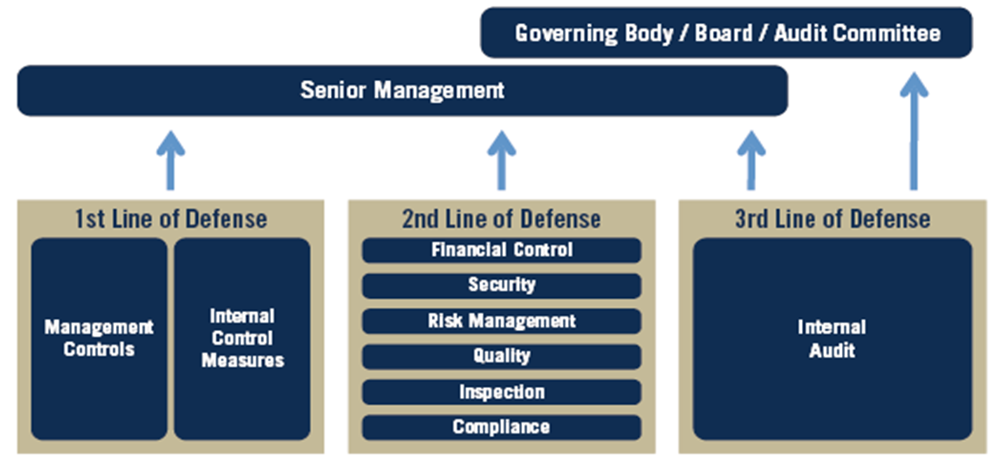 Governing Body / Board / Audit Committee
Senior Management
1st Line of Defense
Management
Controls
Internal
Control
Measures
2nd Line of Defense
Financial Control
Security
Risk Management
Quality
Inspection
Compliance
3rd Line of Defense
Internal
Audit